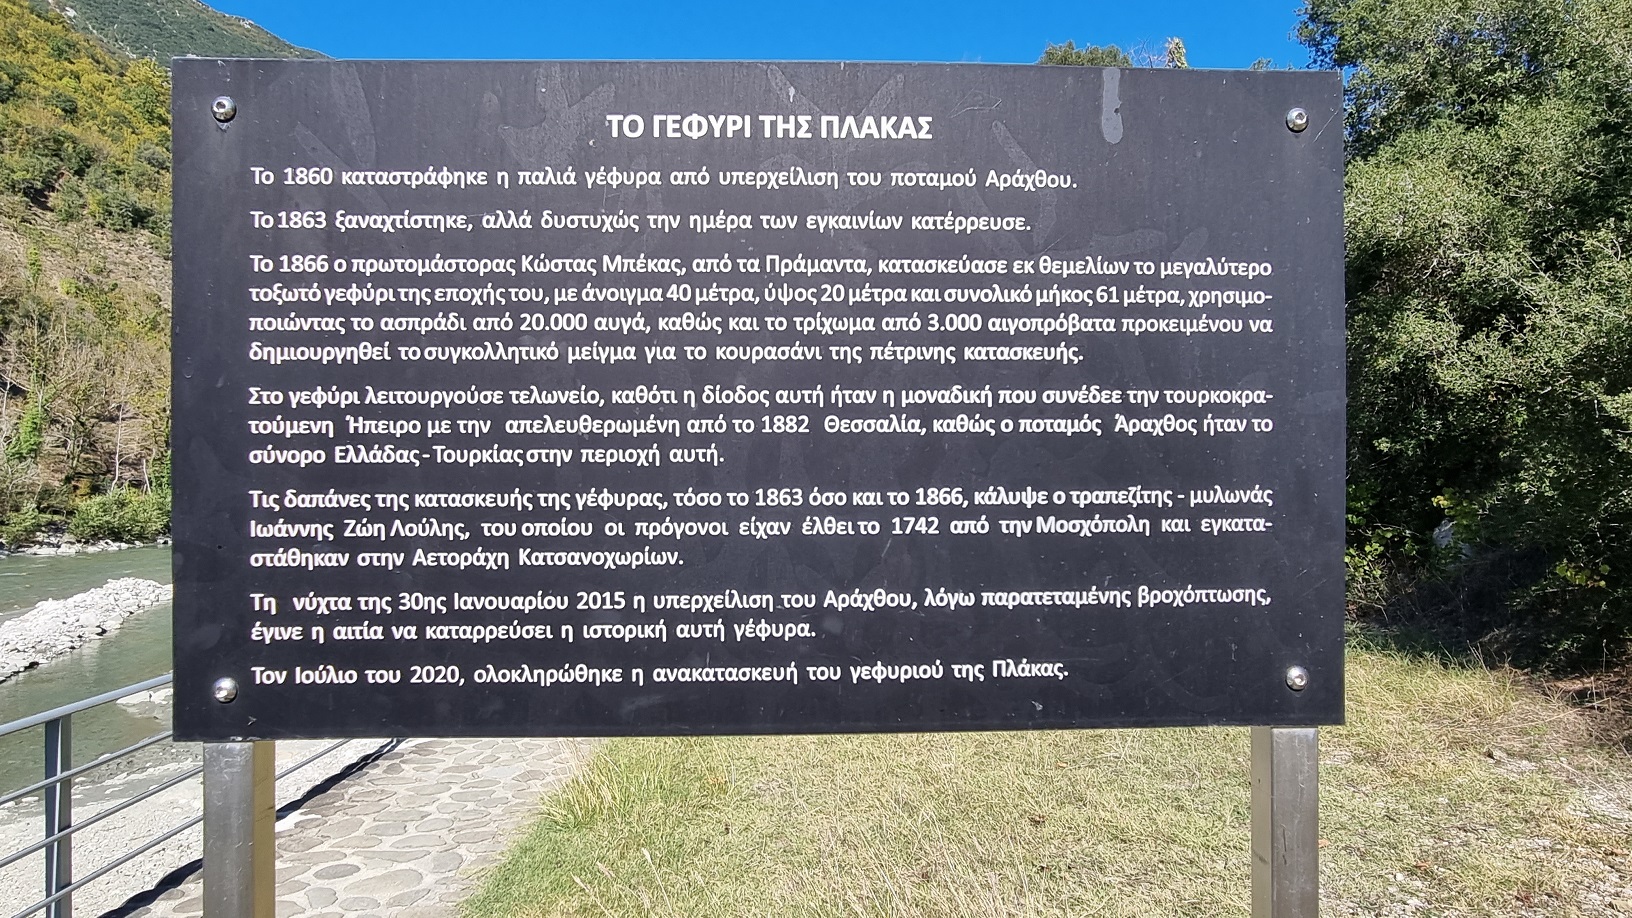 ΤΟ ΓΕΦΥΡΙ ΤΗΣ ΠΛΑΚΑΣ
Το 1860 καταστράφηκε η παλιά γέφυρα από υπερχείλιση του ποταμού Αράχθου.
Το 1863 ξαναχτίστηκε, αλλά δυστυχώς την ημέρα των εγκαινίων κατέρρευσε.
Το 1866 ο πρωτομάστορας Κώστας Μπέκας, από τα Πράμαντα, κατασκεύασε εκ θεμελίων το μεγαλύτερο
τοξωτό γεφύρι της εποχής του, με άνοιγμα 40 μέτρα, ύψος 20 μέτρα και συνολικό μήκος 61 μέτρα, χρησιμο-
ποιώντας το ασπράδι από 20.000 αυγά, καθώς και το τρίχωμα από 3.000 αιγοπρόβατα προκειμένου να
δημιουργηθεί το συγκολλητικό μείγμα για το κουρασάνι της πέτρινης κατασκευής.
Στο γεφύρι λειτουργούσε τελωνείο, καθότι η δίοδος αυτή ήταν η μοναδική που συνέδεε την τουρκοκρα-
τούμενη Ήπειρο με την απελευθερωμένη από το 1882 Θεσσαλία, καθώς ο ποταμός Άραχθος ήταν το
σύνορο Ελλάδας - Τουρκίας στην περιοχή αυτή.
Τις δαπάνες της κατασκευής της γέφυρας, τόσο το 1863 όσο και το 1866, κάλυψε ο τραπεζίτης - μυλωνάς
Ιωάννης Ζώη Λούλης, του οποίου οι πρόγονοι είχαν έλθει το 1742 από την Μοσχόπολη και εγκατα-
στάθηκαν στην Αετοράχη Κατσανοχωρίων.
Τη νύχτα της 30ης Ιανουαρίου 2015 η υπερχείλιση του Αράχθου, λόγω παρατεταμένης βροχόπτωσης,
έγινε η αιτία να καταρρεύσει η ιστορική αυτή γέφυρα.
Τον Ιούλιο του 2020, ολοκληρώθηκε η ανακατασκευή του γεφυριού της Πλάκας.